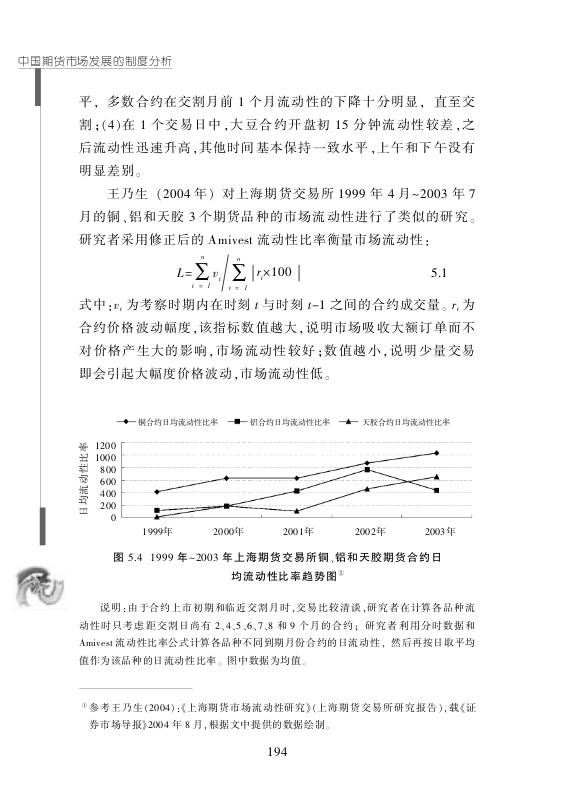 中国期货市场发展的制度分析
平，多数合约在交割月前 1 个月流动性的下降十分明显，直至交
割；(4)在 1 个交易日中，大豆合约开盘初 15 分钟流动性较差，之
后流动性迅速升高，其他时间基本保持一致水平，上午和下午没有
明显差别。
王乃生（2004 年）对上海期货交易所 1999 年 4 月~2003 年 7
月的铜、铝和天胶 3 个期货品种的市场流动性进行了类似的研究。
研究者采用修正后的 Amivest 流动性比率衡量市场流动性：
L=∑(t=1→n) vₜ / ∑(t=1→n) |rₜ×100| 5.1
式中：vₜ 为考察时期内在时刻 t 与时刻 t-1 之间的合约成交量。rₜ 为
合约价格波动幅度，该指标数值越大，说明市场吸收大额订单而不
对价格产生大的影响，市场流动性较好；数值越小，说明少量交易
即会引起大幅度价格波动，市场流动性低。
铜合约日均流动性比率 铝合约日均流动性比率 天胶合约日均流动性比率
日均流动性比率
1200
1000
800
600
400
200
0
1999年 2000年 2001年 2002年 2003年
图 5.4 1999 年~2003 年上海期货交易所铜、铝和天胶期货合约日
均流动性比率趋势图①
说明：由于合约上市初期和临近交割月时，交易比较清谈，研究者在计算各品种流
动性时只考虑距交割日尚有 2、4、5、6、7、8 和 9 个月的合约；研究者利用分时数据和
Amivest 流动性比率公式计算各品种不同到期月份合约的日流动性，然后再按日取平均
值作为该品种的日流动性比率。图中数据为均值。
① 参考王乃生(2004)：《上海期货市场流动性研究》(上海期货交易所研究报告)，载《证
券市场导报》2004 年 8 月，根据文中提供的数据绘制。
194